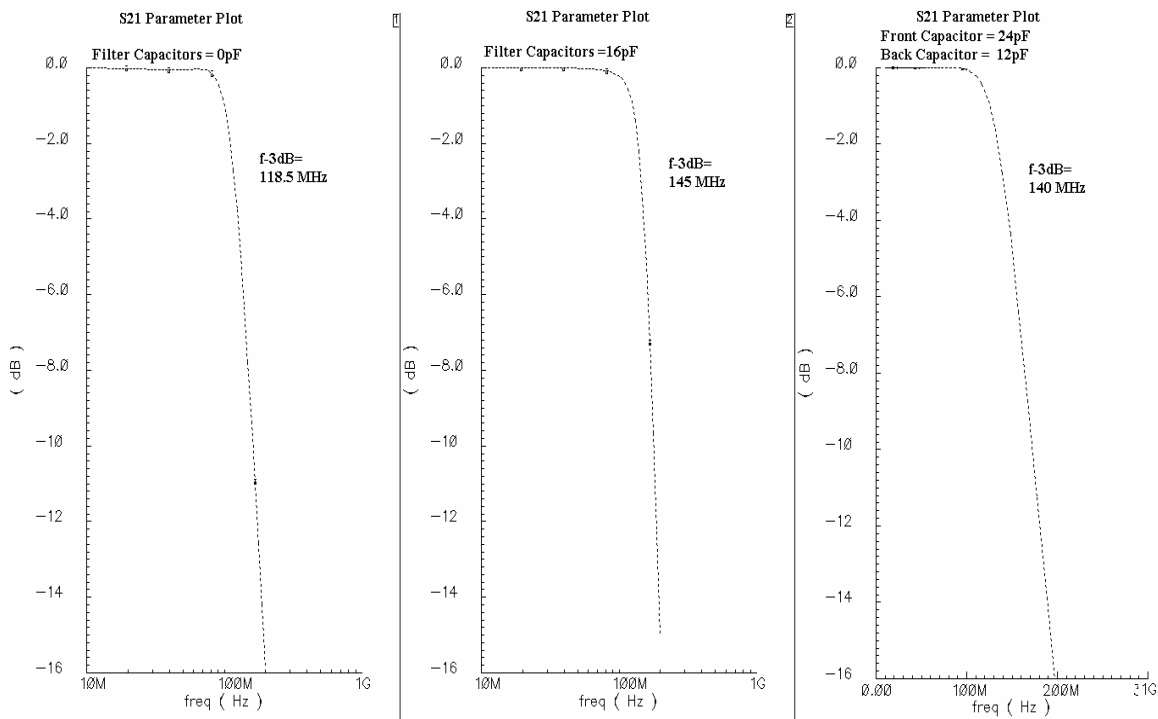 S21 Parameter Plot
1
Filter Capacitors = 0pF
0.0
-2.0
-4.0
-6.0
-8.0
-10
-12
-14
-16
( dB )
f-3dB=
118.5 MHz
10M
100M
1G
freq ( Hz )
S21 Parameter Plot
2
Filter Capacitors =16pF
0.0
-2.0
-4.0
-6.0
-8.0
-10
-12
-14
-16
( dB )
f-3dB=
145 MHz
10M
100M
1G
freq ( Hz )
S21 Parameter Plot
Front Capacitor = 24pF
Back Capacitor = 12pF
0.0
-2.0
-4.0
-6.0
-8.0
-10
-12
-14
-16
( dB )
f-3dB=
140 MHz
0.00
100M
200M
freq ( Hz )